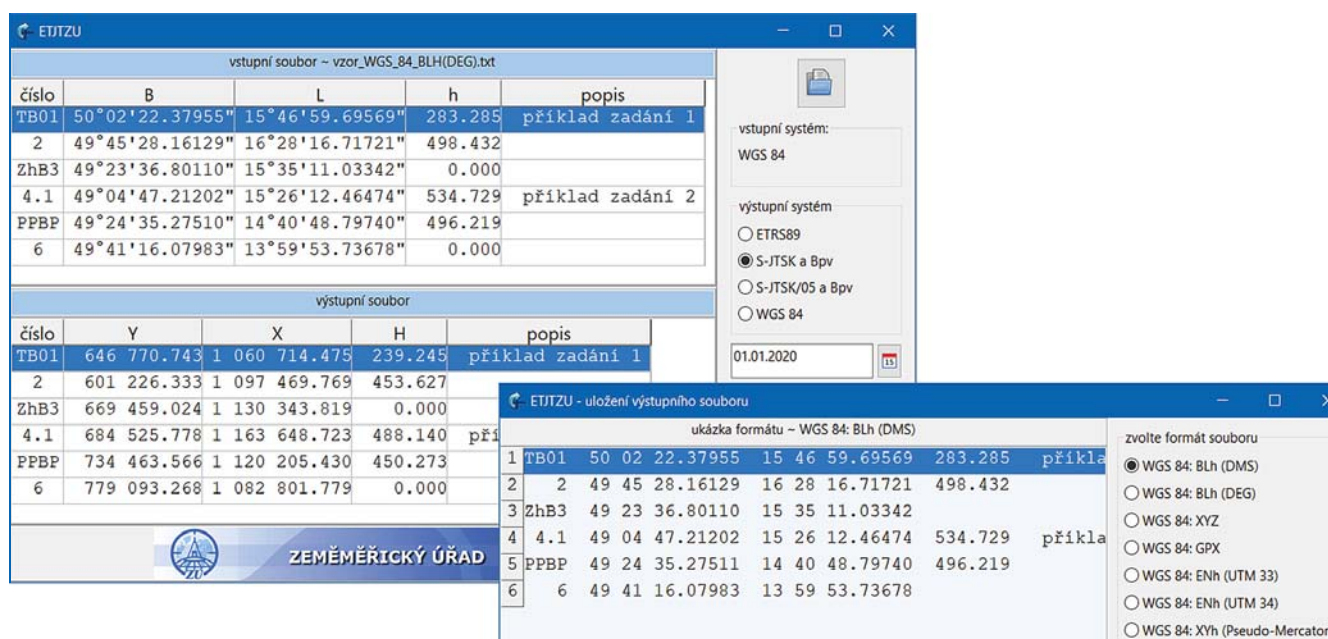 ETJTZU
vstupní soubor ~ vzor_WGS_84_BLH(DEG).txt
číslo B L h popis
TB01 50°02'22.37955" 15°46'59.69569" 283.285 příklad zadání 1
2 49°45'28.16129" 16°28'16.71721" 498.432
ZhB3 49°23'36.80110" 15°35'11.03342" 0.000
4.1 49°04'47.21202" 15°26'12.46474" 534.729 příklad zadání 2
PPBP 49°24'35.27510" 14°40'48.79740" 496.219
6 49°41'16.07983" 13°59'53.73678" 0.000
vstupní systém:
WGS 84
výstupní systém
ETRS89
S-JTSK a Bpv
S-JTSK/05 a Bpv
WGS 84
01.01.2020
15
výstupní soubor
číslo Y X H popis
TB01 646 770.743 1 060 714.475 239.245 příklad zadání 1
2 601 226.333 1 097 469.769 453.627
ZhB3 669 459.024 1 130 343.819 0.000
4.1 684 525.778 1 163 648.723 488.140 pří
PPBP 734 463.566 1 120 205.430 450.273
6 779 093.268 1 082 801.779 0.000
ZÚ
ZEMĚMĚŘICKÝ ÚŘAD
ETJTZU - uložení výstupního souboru
ukázka formátu ~ WGS 84: BLh (DMS)
1 TB01 50 02 22.37955 15 46 59.69569 283.285 příkla
2 2 49 45 28.16129 16 28 16.71721 498.432
3 ZhB3 49 23 36.80110 15 35 11.03342
4 4.1 49 04 47.21202 15 26 12.46474 534.729 příkla
5 PPBP 49 24 35.27511 14 40 48.79740 496.219
6 6 49 41 16.07983 13 59 53.73678
zvolte formát souboru
WGS 84: BLh (DMS)
WGS 84: BLh (DEG)
WGS 84: XYZ
WGS 84: GPX
WGS 84: ENh (UTM 33)
WGS 84: ENh (UTM 34)
WGS 84: XYh (Pseudo-Mercator